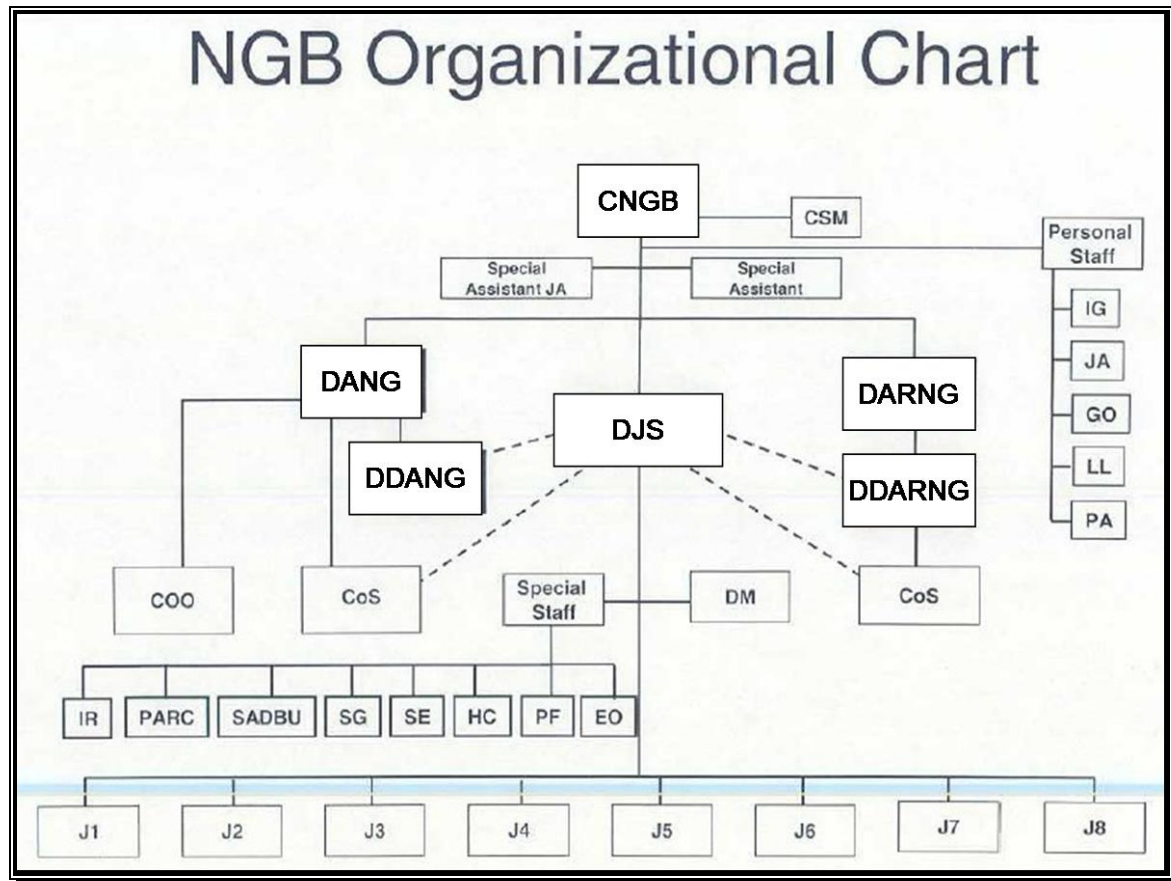 NGB Organizational Chart
CNGB
CSM
Personal
Staff
Special
Assistant JA
Special
Assistant
IG
JA
GO
LL
PA
DANG
DARNG
DJS
DDANG
DDARNG
COO
CoS
Special
Staff
DM
CoS
IR
PARC
SADBU
SG
SE
HC
PF
EO
J1
J2
J3
J4
J5
J6
J7
J8